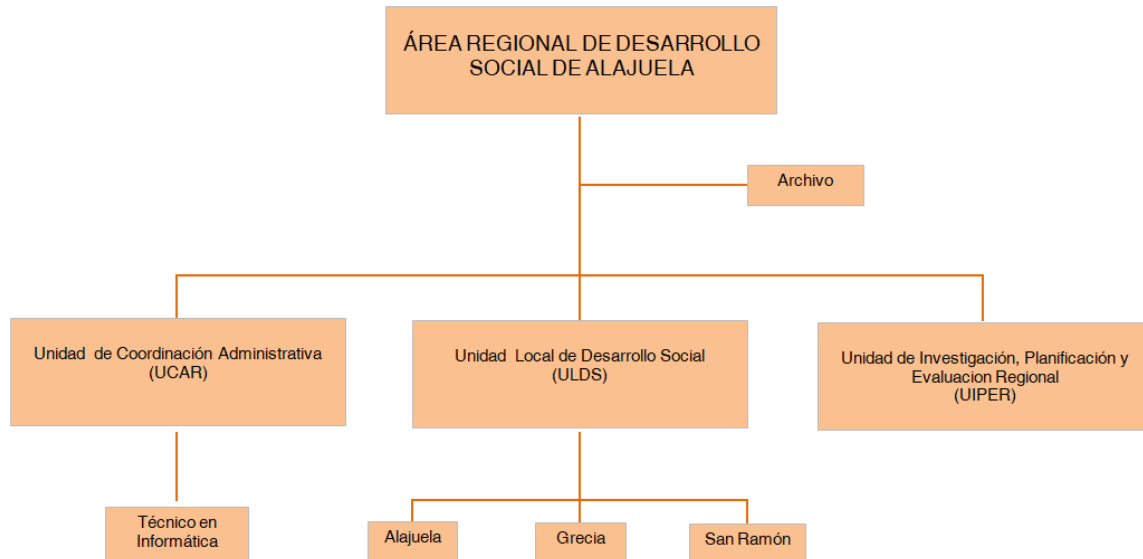 ÁREA REGIONAL DE DESARROLLO
SOCIAL DE ALAJUELA
Archivo
Unidad de Coordinación Administrativa
(UCAR)
Unidad Local de Desarrollo Social
(ULDS)
Unidad de Investigación, Planificación y
Evaluacion Regional
(UIPER)
Técnico en
Informática
Alajuela
Grecia
San Ramón